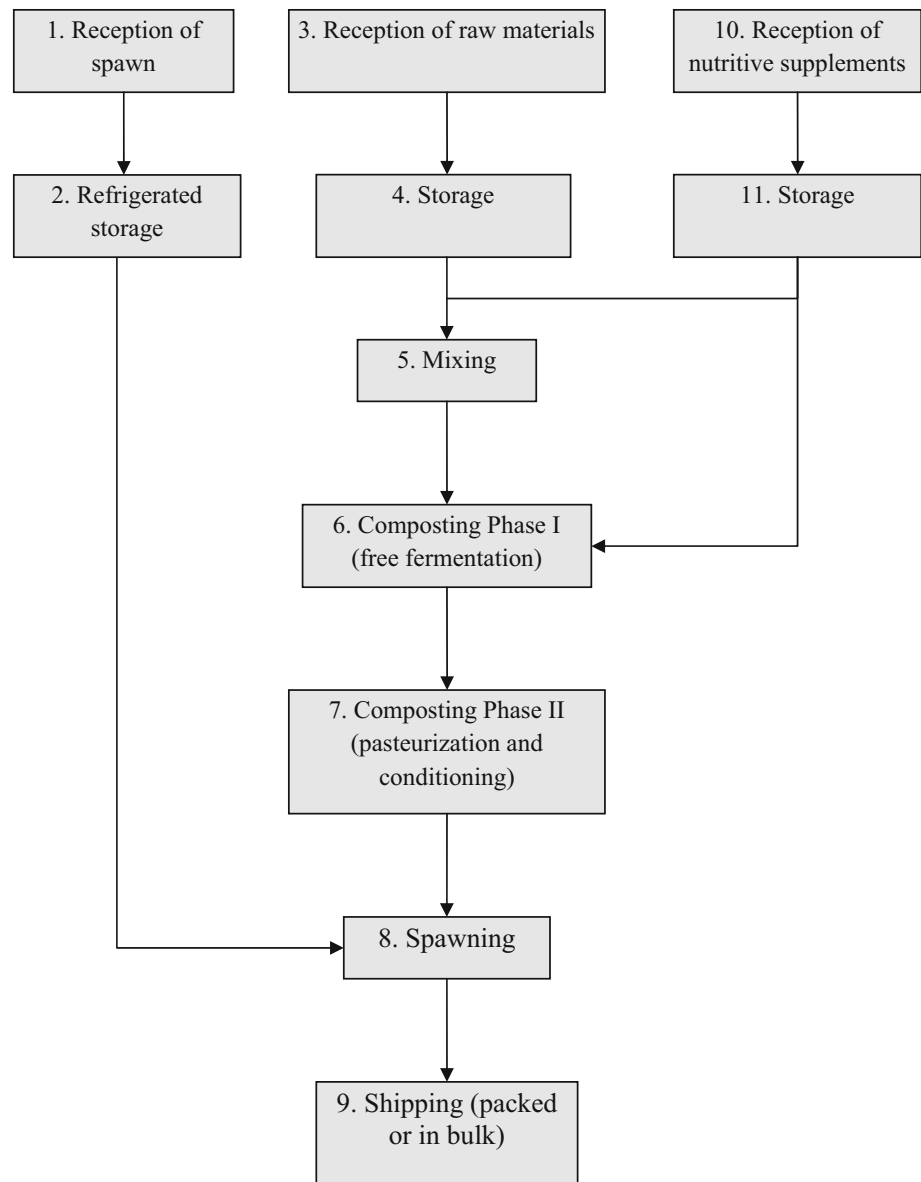 1. Reception of
spawn
3. Reception of raw materials
10. Reception of
nutritive supplements
2. Refrigerated
storage
4. Storage
11. Storage
5. Mixing
6. Composting Phase I
(free fermentation)
7. Composting Phase II
(pasteurization and
conditioning)
8. Spawning
9. Shipping (packed
or in bulk)